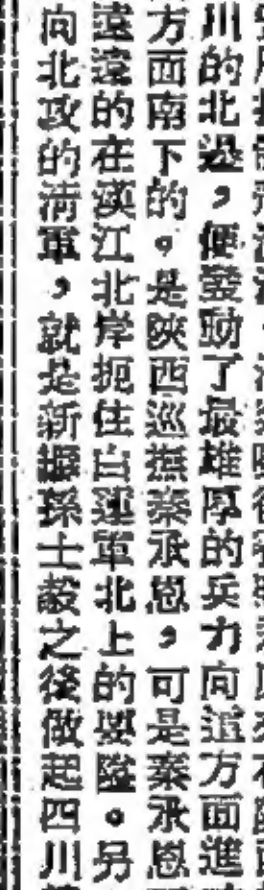 川的北邊，便發動了最雄厚的兵力向這方面進
方面南下的。是陝西巡撫秦承恩，可是秦承恩
遠遠的在漢江北岸扼住白蓮軍北上的要隘。另
向北攻的清軍，就是新繼孫士毅之後做起四川